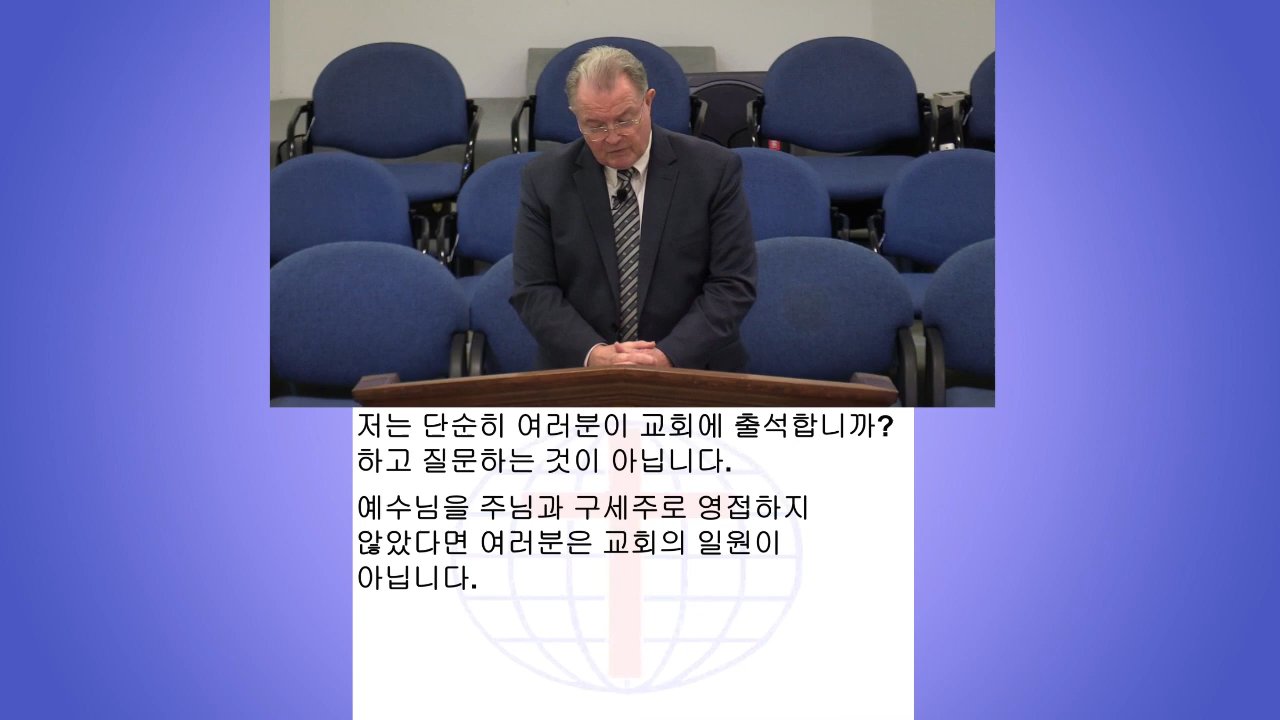 저는 단순히 여러분이 교회에 출석합니까?
하고 질문하는 것이 아닙니다.
예수님을 주님과 구세주로 영접하지
않았다면 여러분은 교회의 일원이
아닙니다.